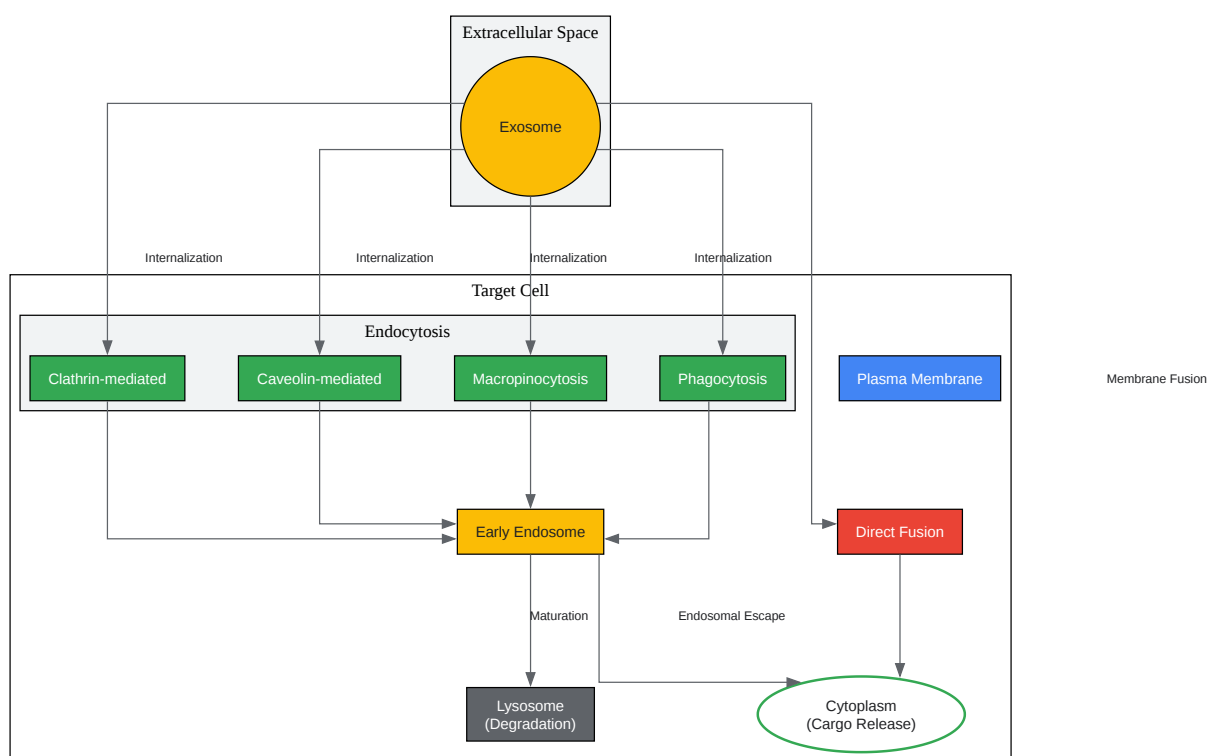 Extracellular Space
Exosome
Internalization
Internalization
Internalization
Internalization
Target Cell
Endocytosis
Clathrin-mediated
Caveolin-mediated
Macropinocytosis
Phagocytosis
Plasma Membrane
Membrane Fusion
Early Endosome
Direct Fusion
Maturation
Endosomal Escape
Lysosome
(Degradation)
Cytoplasm
(Cargo Release)